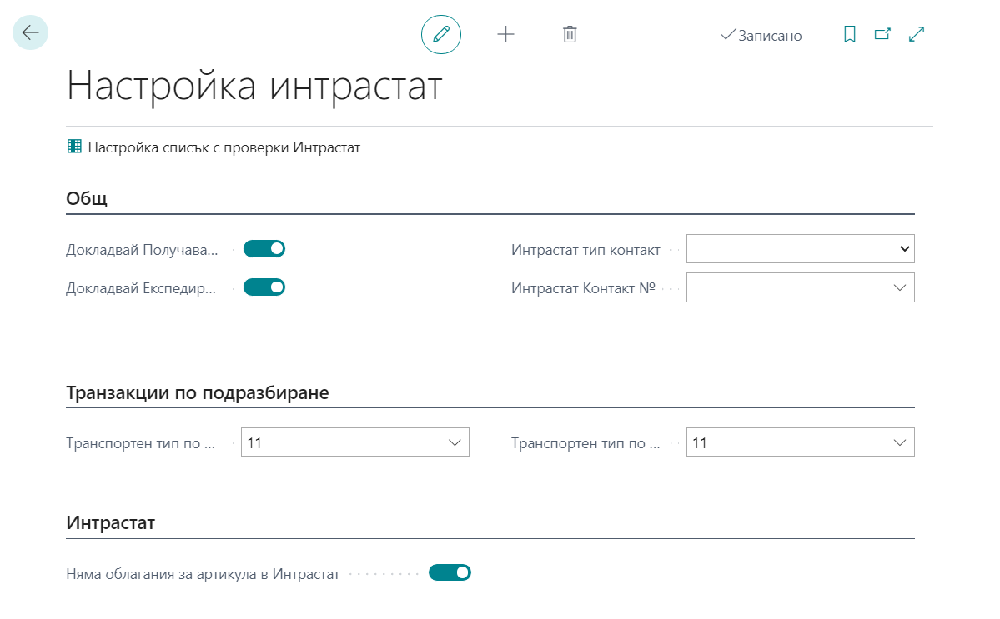 Записано
Настройка интрастат
Настройка списък с проверки Интрастат
Общ
Докладвай Получава...
Интрастат тип контакт
Докладвай Експедир...
Интрастат Контакт №
Транзакции по подразбиране
Транспортен тип по ... 11
Транспортен тип по ... 11
Интрастат
Няма облагания за артикула в Интрастат